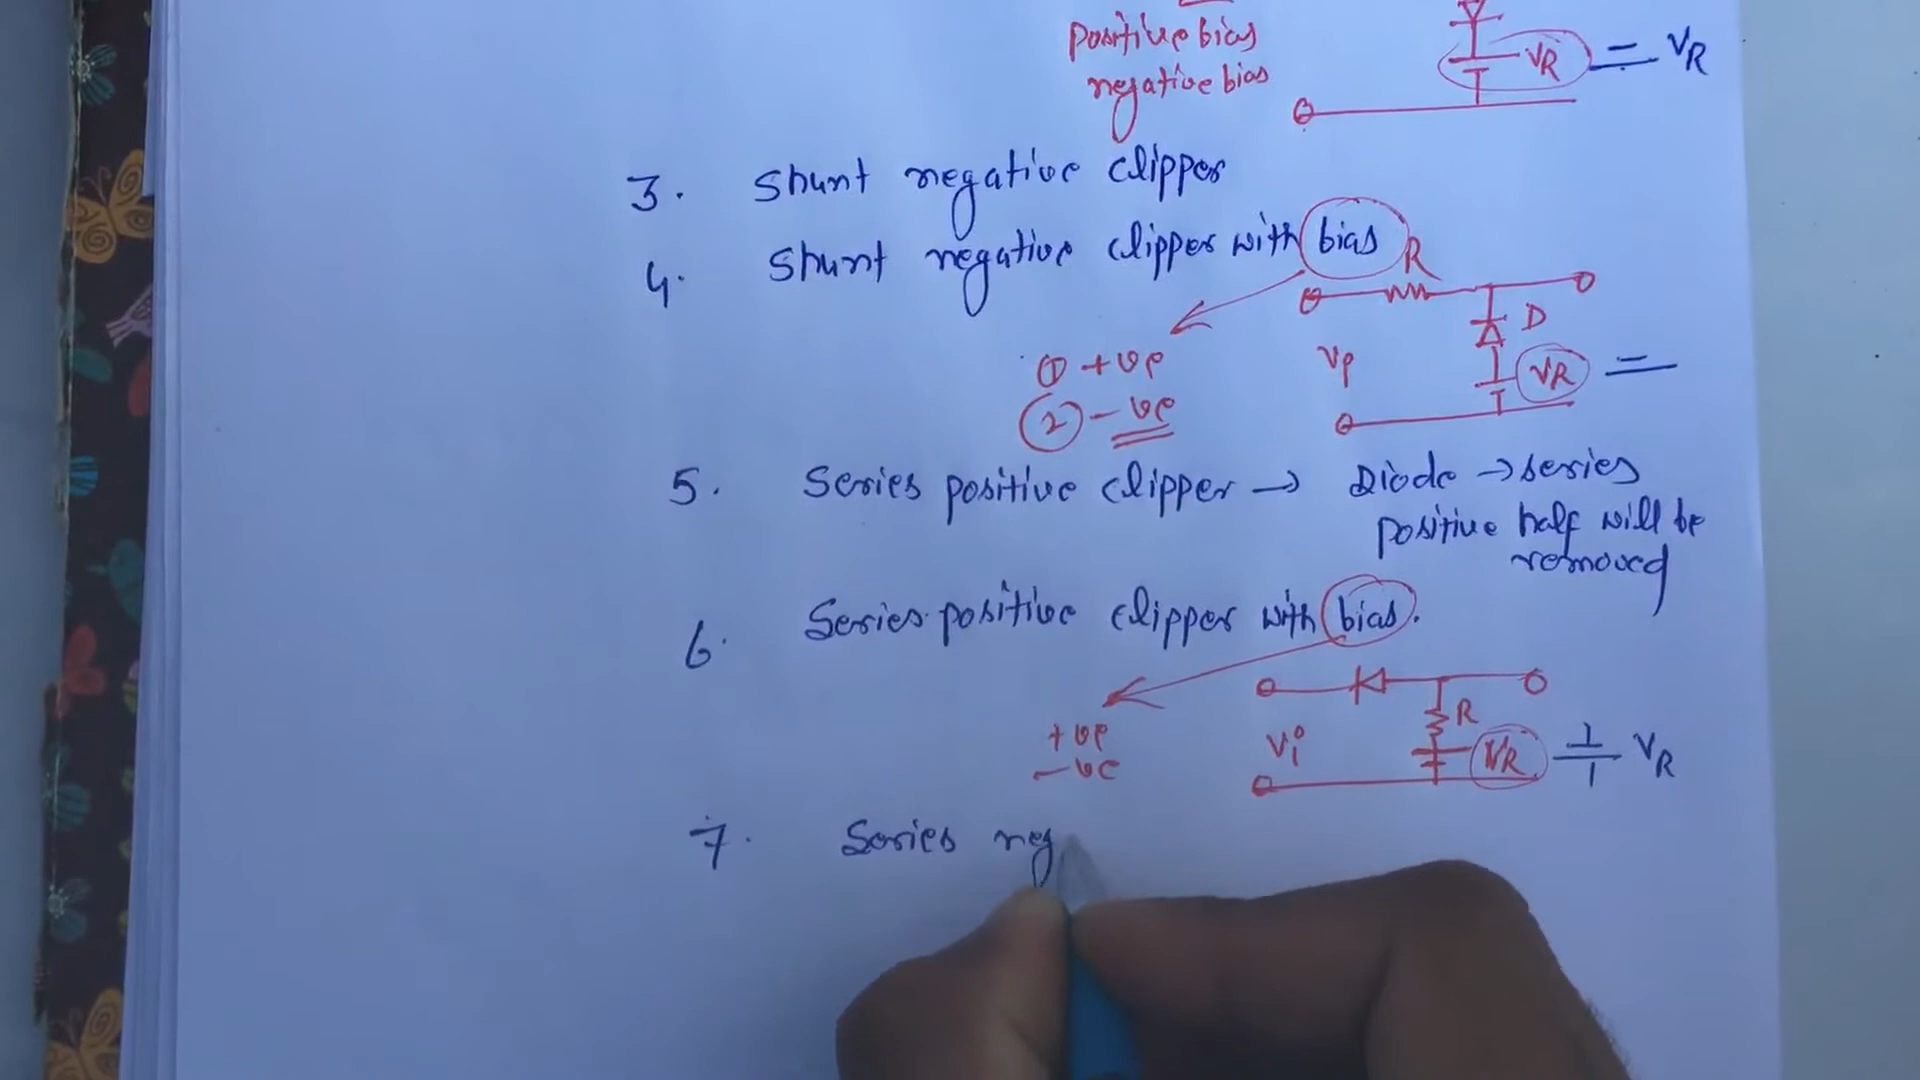 positive bias
negative bias
VR = VR
3. Shunt negative clipper
4. Shunt negative clipper with bias
R
D
① +ve
② -ve
VR
5. Series positive clipper → Diode → series
positive half will be
removed
6. Series positive clipper with bias.
+ve
-ve
Vi
R
VR
VR
7. Series neg